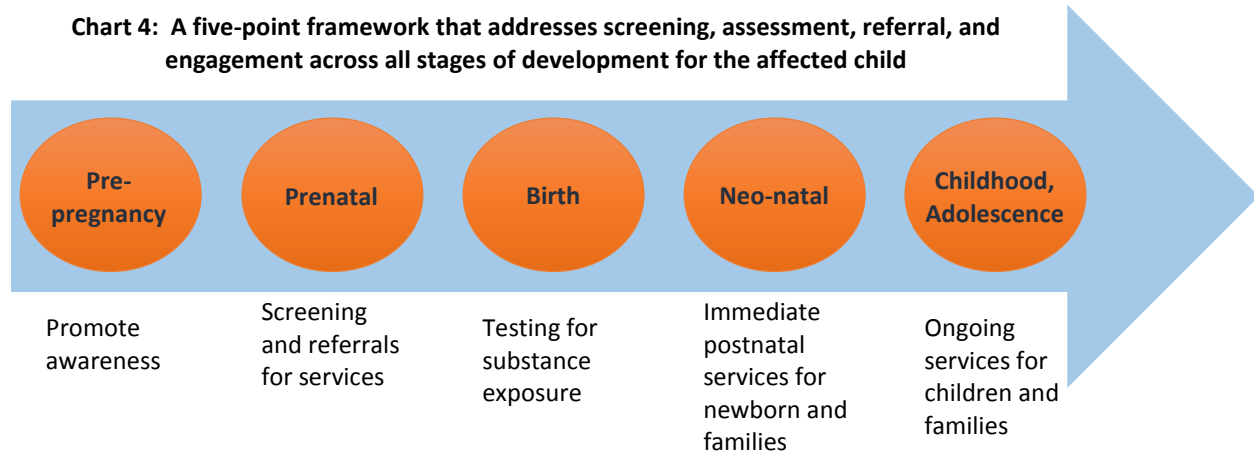 Chart 4:  A five-point framework that addresses screening, assessment, referral, and
engagement across all stages of development for the affected child
Pre-
pregnancy
Prenatal
Birth
Neo-natal
Childhood,
Adolescence
Promote
awareness
Screening
and referrals
for services
Testing for
substance
exposure
Immediate
postnatal
services for
newborn and
families
Ongoing
services for
children and
families